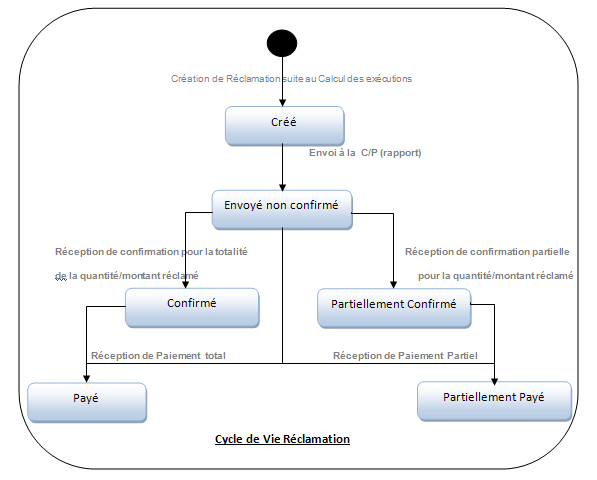 Création de Réclamation suite au Calcul des exécutions
Créé
Envoi à la C/P (rapport)
Envoyé non confirmé
Réception de confirmation pour la totalité
de la quantité/montant réclamé
Réception de confirmation partielle
pour la quantité/montant réclamé
Confirmé
Partiellement Confirmé
Réception de Paiement total
Réception de Paiement Partiel
Payé
Partiellement Payé
Cycle de Vie Réclamation